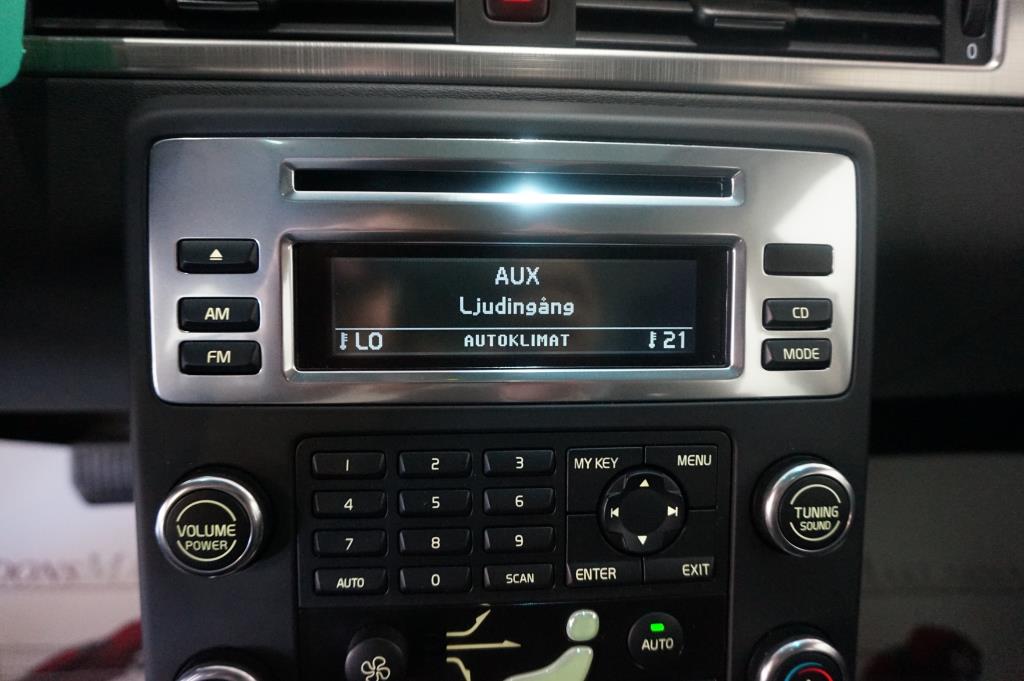 0
AUX
Ljudingång
LO AUTOKLIMAT 21
AM
FM
CD
MODE
1 2 3
4 5 6
7 8 9
AUTO 0 SCAN
MY KEY MENU
ENTER EXIT
VOLUME
POWER
TUNING
SOUND
AUTO